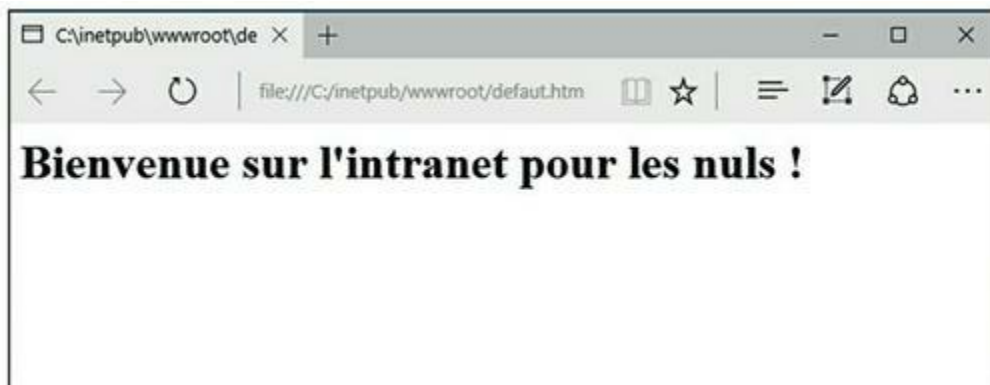 C:\inetpub\wwwroot\de
file:///C:/inetpub/wwwroot/defaut.htm
Bienvenue sur l'intranet pour les nuls !